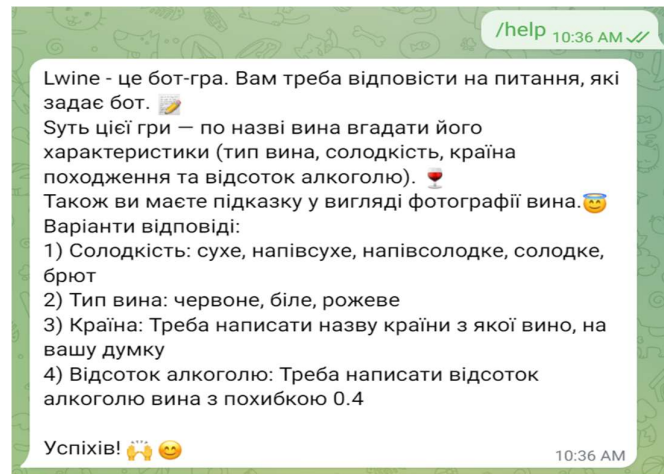 /help 10:36 AM
Lwine - це бот-гра. Вам треба відповісти на питання, які
задає бот. 📝
Sуть цієї гри — по назві вина вгадати його
характеристики (тип вина, солодкість, країна
походження та відсоток алкоголю). 🍷
Також ви маєте підказку у вигляді фотографії вина.😇
Варіанти відповіді:
1) Солодкість: сухе, напівсухе, напівсолодке, солодке,
брют
2) Тип вина: червоне, біле, рожеве
3) Країна: Треба написати назву країни з якої вино, на
вашу думку
4) Відсоток алкоголю: Треба написати відсоток
алкоголю вина з похибкою 0.4
Успіхів! 🙌 😊
10:36 AM